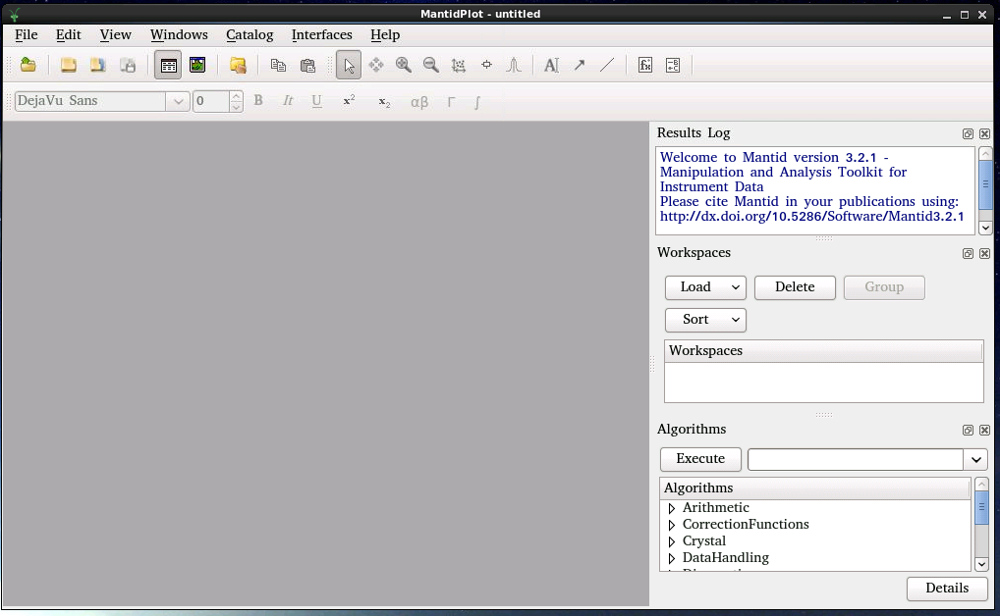 MantidPlot - untitled
File Edit View Windows Catalog Interfaces Help
DejaVu Sans 0 B It U x² x₂ αβ Γ ∫
Results Log
Welcome to Mantid version 3.2.1 -
Manipulation and Analysis Toolkit for
Instrument Data
Please cite Mantid in your publications using:
http://dx.doi.org/10.5286/Software/Mantid3.2.1
Workspaces
Load Delete Group
Sort
Workspaces
Algorithms
Execute
Algorithms
Arithmetic
CorrectionFunctions
Crystal
DataHandling
Details